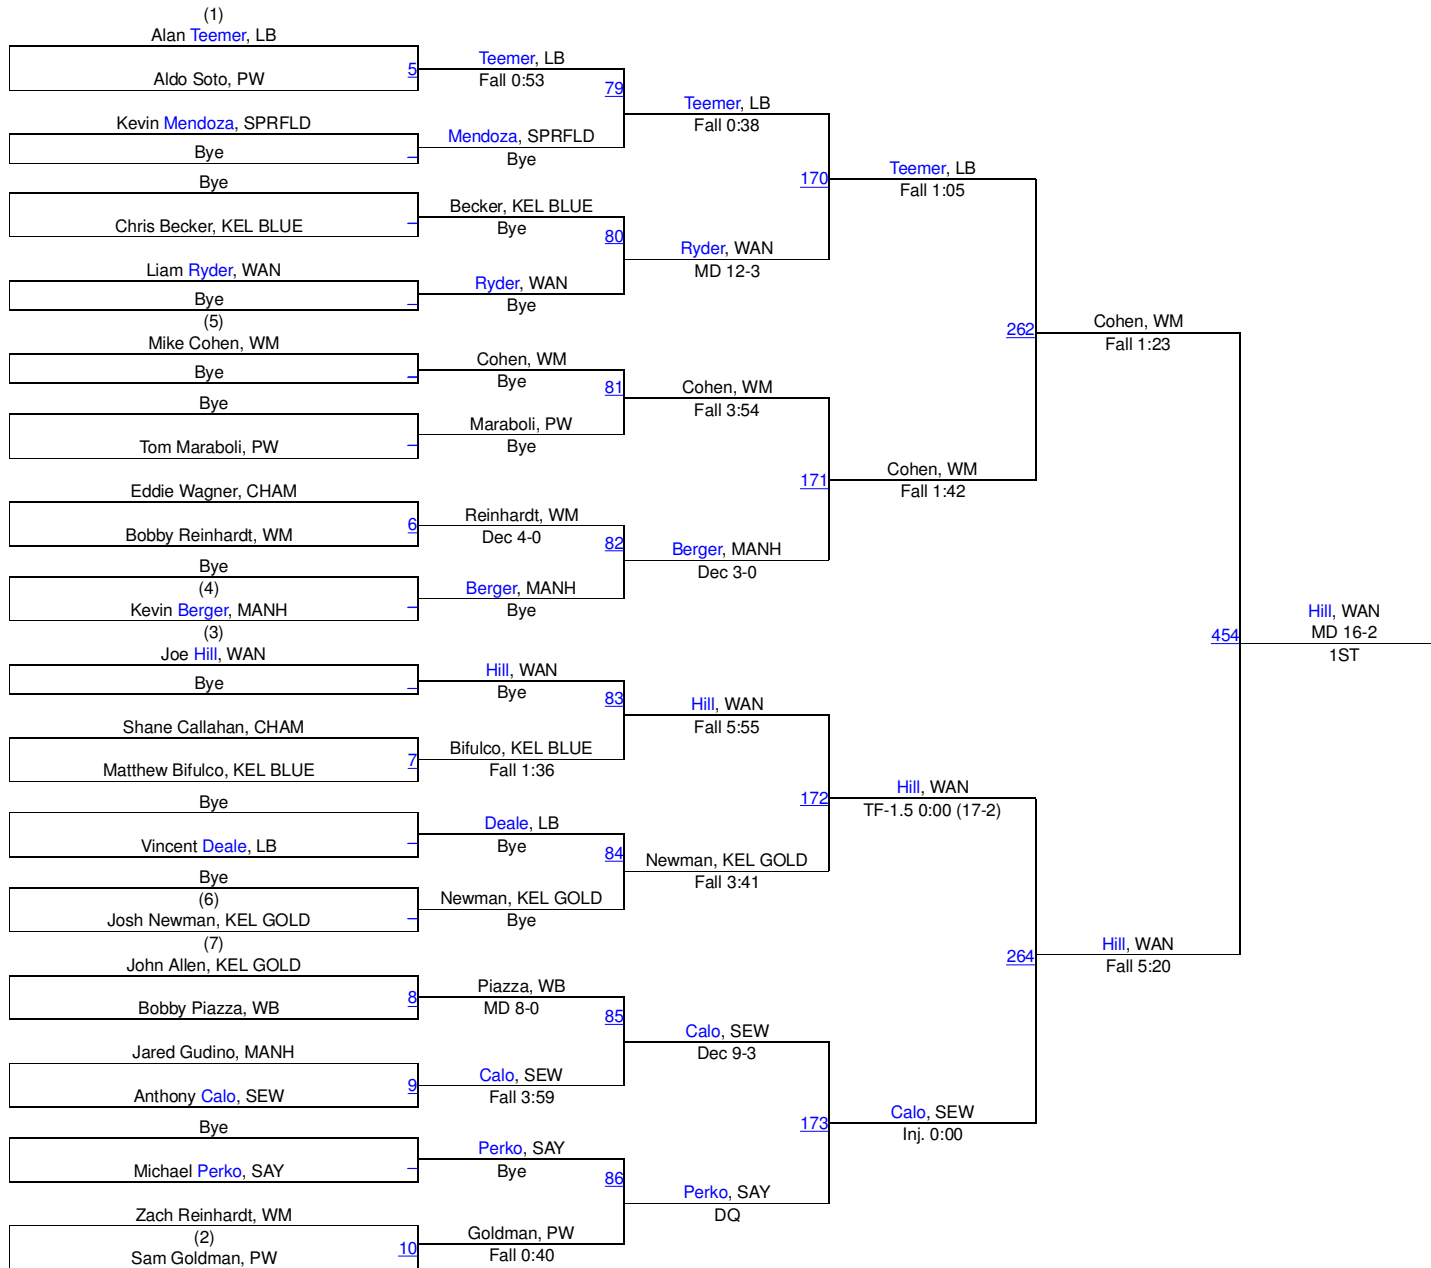 (1)
Alan Teemer, LB
Aldo Soto, PW
5
Kevin Mendoza, SPRFLD
Bye
_
Bye
Chris Becker, KEL BLUE
_
Liam Ryder, WAN
Bye
_
(5)
Mike Cohen, WM
Bye
_
Bye
Tom Maraboli, PW
_
Eddie Wagner, CHAM
Bobby Reinhardt, WM
6
Bye
(4)
Kevin Berger, MANH
_
(3)
Joe Hill, WAN
Bye
_
Shane Callahan, CHAM
Matthew Bifulco, KEL BLUE
7
Bye
Vincent Deale, LB
_
Bye
(6)
Josh Newman, KEL GOLD
_
(7)
John Allen, KEL GOLD
Bobby Piazza, WB
8
Jared Gudino, MANH
Anthony Calo, SEW
9
Bye
Michael Perko, SAY
_
Zach Reinhardt, WM
(2)
Sam Goldman, PW
10
Teemer, LB
Fall 0:53
79
Mendoza, SPRFLD
Bye
Becker, KEL BLUE
Bye
80
Ryder, WAN
Bye
Cohen, WM
Bye
81
Maraboli, PW
Bye
Reinhardt, WM
Dec 4-0
82
Berger, MANH
Bye
Hill, WAN
Bye
83
Bifulco, KEL BLUE
Fall 1:36
Deale, LB
Bye
84
Newman, KEL GOLD
Bye
Piazza, WB
MD 8-0
85
Calo, SEW
Fall 3:59
Perko, SAY
Bye
86
Goldman, PW
Fall 0:40
Teemer, LB
Fall 0:38
170
Ryder, WAN
MD 12-3
Cohen, WM
Fall 3:54
171
Berger, MANH
Dec 3-0
Hill, WAN
Fall 5:55
172
Newman, KEL GOLD
Fall 3:41
Calo, SEW
Dec 9-3
173
Perko, SAY
DQ
Teemer, LB
Fall 1:05
262
Cohen, WM
Fall 1:42
Hill, WAN
TF-1.5 0:00 (17-2)
264
Calo, SEW
Inj. 0:00
Cohen, WM
Fall 1:23
454
Hill, WAN
Fall 5:20
Hill, WAN
MD 16-2
1ST